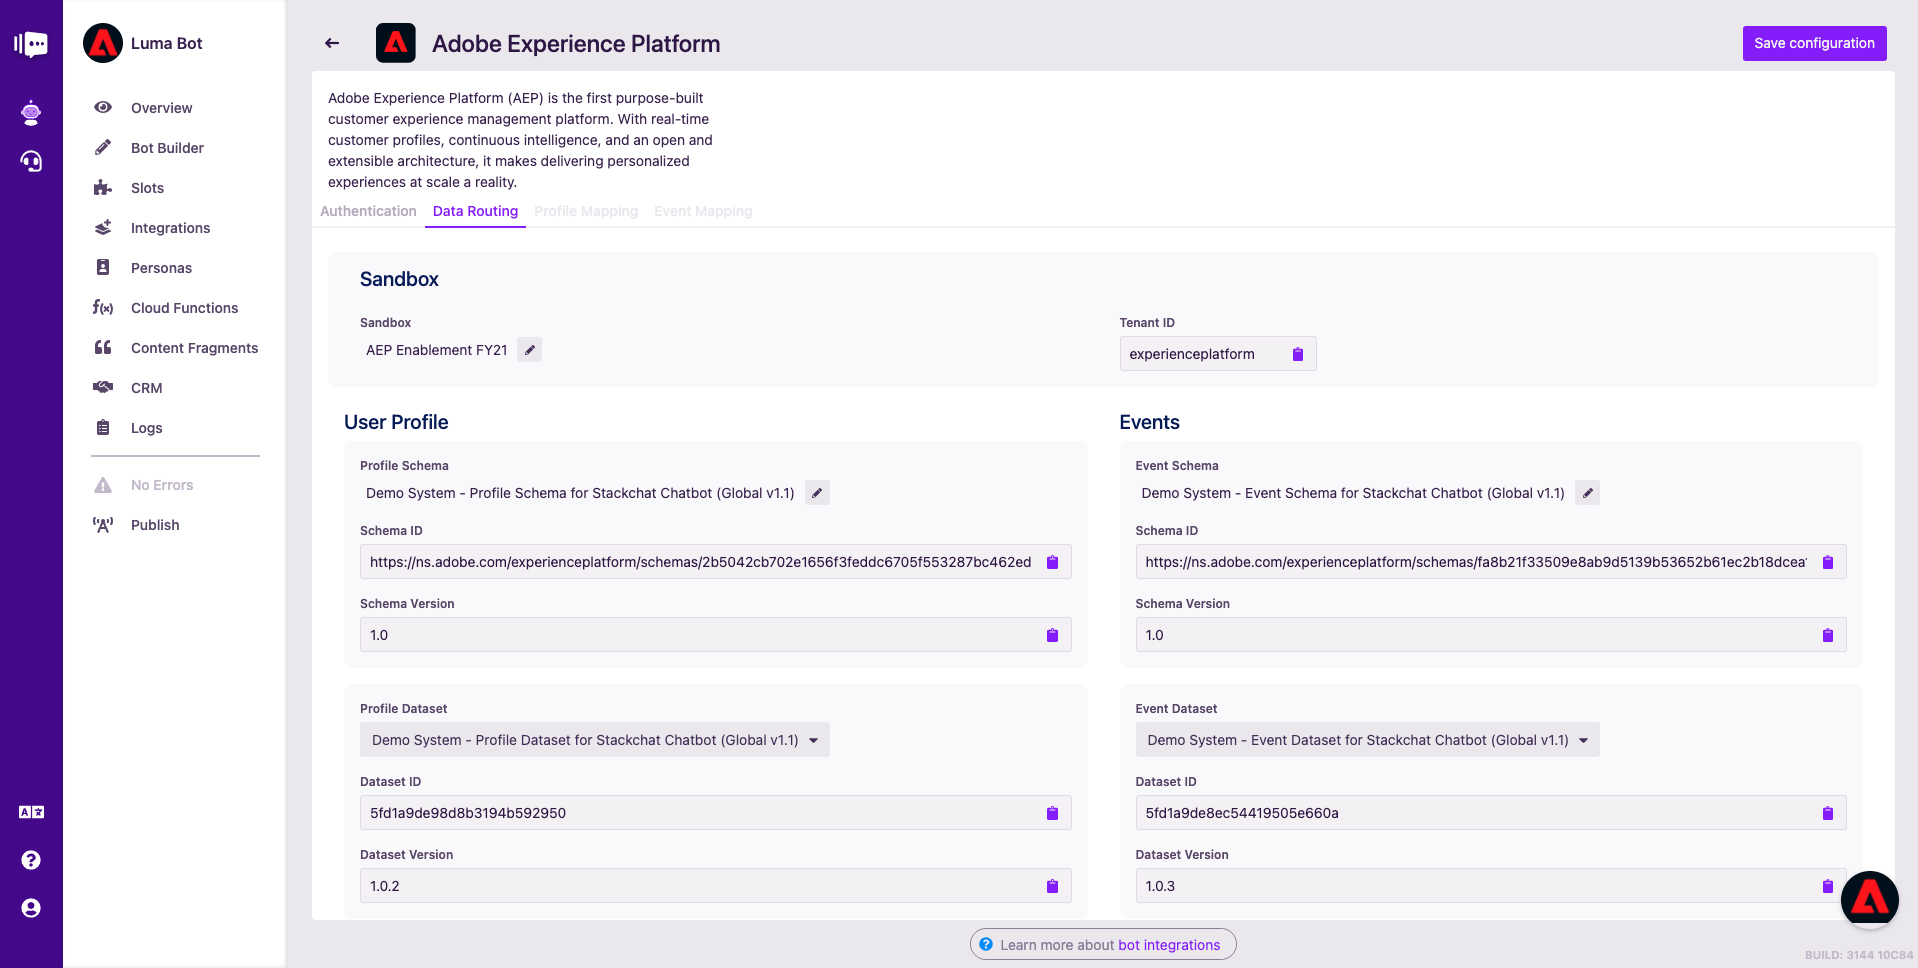 Luma Bot
Overview
Bot Builder
Slots
Integrations
Personas
Cloud Functions
Content Fragments
CRM
Logs
No Errors
Publish
Adobe Experience Platform
Save configuration
Adobe Experience Platform (AEP) is the first purpose-built
customer experience management platform. With real-time
customer profiles, continuous intelligence, and an open and
extensible architecture, it makes delivering personalized
experiences at scale a reality.
Authentication
Data Routing
Profile Mapping
Event Mapping
Sandbox
Sandbox
AEP Enablement FY21
Tenant ID
experienceplatform
User Profile
Profile Schema
Demo System - Profile Schema for Stackchat Chatbot (Global v1.1)
Schema ID
https://ns.adobe.com/experienceplatform/schemas/2b5042cb702e1656f3feddc6705f553287bc462ed
Schema Version
1.0
Profile Dataset
Demo System - Profile Dataset for Stackchat Chatbot (Global v1.1)
Dataset ID
5fd1a9de98d8b3194b592950
Dataset Version
1.0.2
Events
Event Schema
Demo System - Event Schema for Stackchat Chatbot (Global v1.1)
Schema ID
https://ns.adobe.com/experienceplatform/schemas/fa8b21f33509e8ab9d5139b53652b61ec2b18dcea
Schema Version
1.0
Event Dataset
Demo System - Event Dataset for Stackchat Chatbot (Global v1.1)
Dataset ID
5fd1a9de8ec54419505e660a
Dataset Version
1.0.3
Learn more about bot integrations
BUILD: 3144 10C84